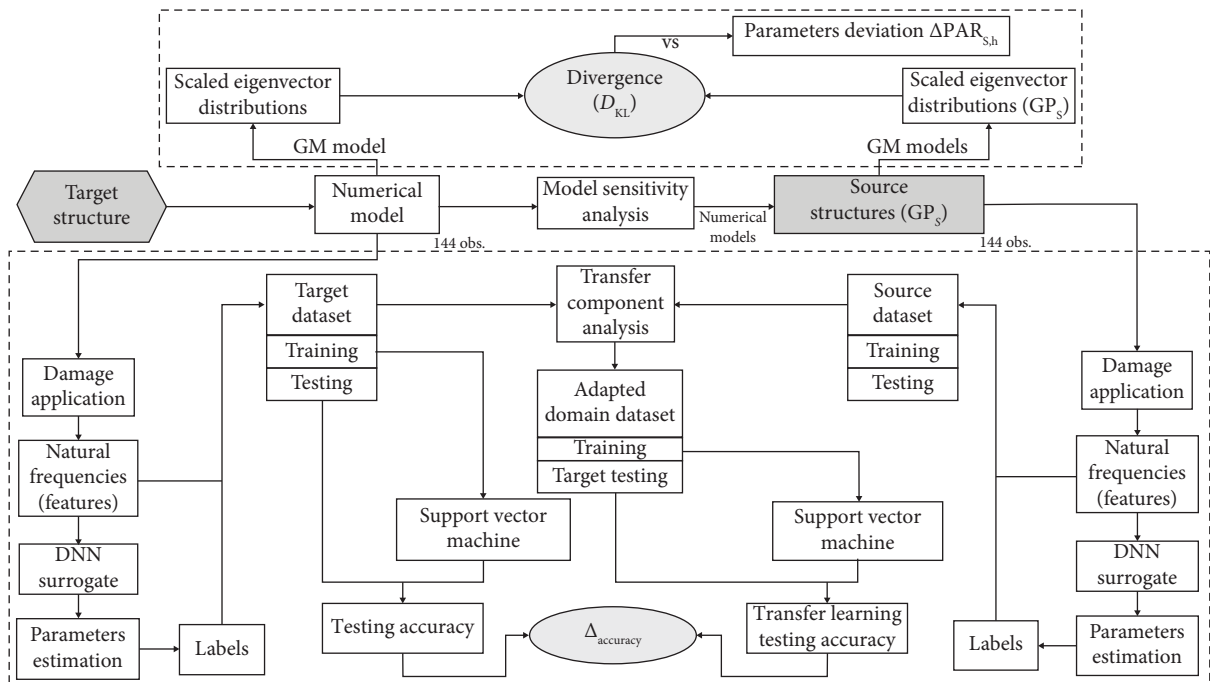 Parameters deviation ΔPAR_S,h
vs
Divergence
(D_KL)
Scaled eigenvector
distributions
Scaled eigenvector
distributions (GP_S)
GM model
GM models
Target
structure
Numerical
model
Model sensitivity
analysis
Numerical
models
Source
structures (GP_S)
144 obs.
144 obs.
Target
dataset
Training
Testing
Transfer
component
analysis
Source
dataset
Training
Testing
Damage
application
Adapted
domain dataset
Training
Target testing
Damage
application
Natural
frequencies
(features)
Natural
frequencies
(features)
Support vector
machine
Support vector
machine
DNN
surrogate
DNN
surrogate
Parameters
estimation
Labels
Testing accuracy
Δ_accuracy
Transfer learning
testing accuracy
Labels
Parameters
estimation